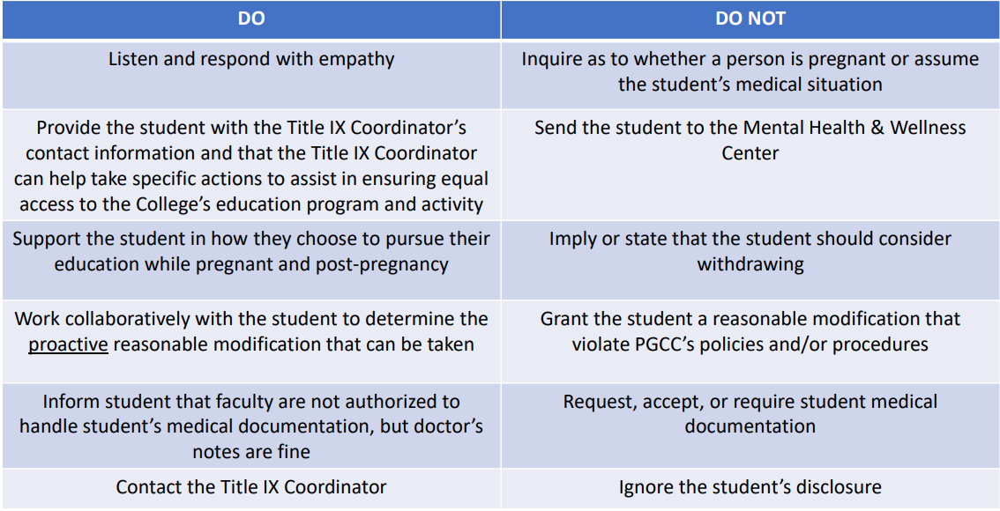 DO
DO NOT
Listen and respond with empathy
Inquire as to whether a person is pregnant or assume
the student's medical situation
Provide the student with the Title IX Coordinator's
contact information and that the Title IX Coordinator
can help take specific actions to assist in ensuring equal
access to the College's education program and activity
Send the student to the Mental Health & Wellness
Center
Support the student in how they choose to pursue their
education while pregnant and post-pregnancy
Imply or state that the student should consider
withdrawing
Work collaboratively with the student to determine the
proactive reasonable modification that can be taken
Grant the student a reasonable modification that
violate PGCC's policies and/or procedures
Inform student that faculty are not authorized to
handle student's medical documentation, but doctor's
notes are fine
Request, accept, or require student medical
documentation
Contact the Title IX Coordinator
Ignore the student's disclosure